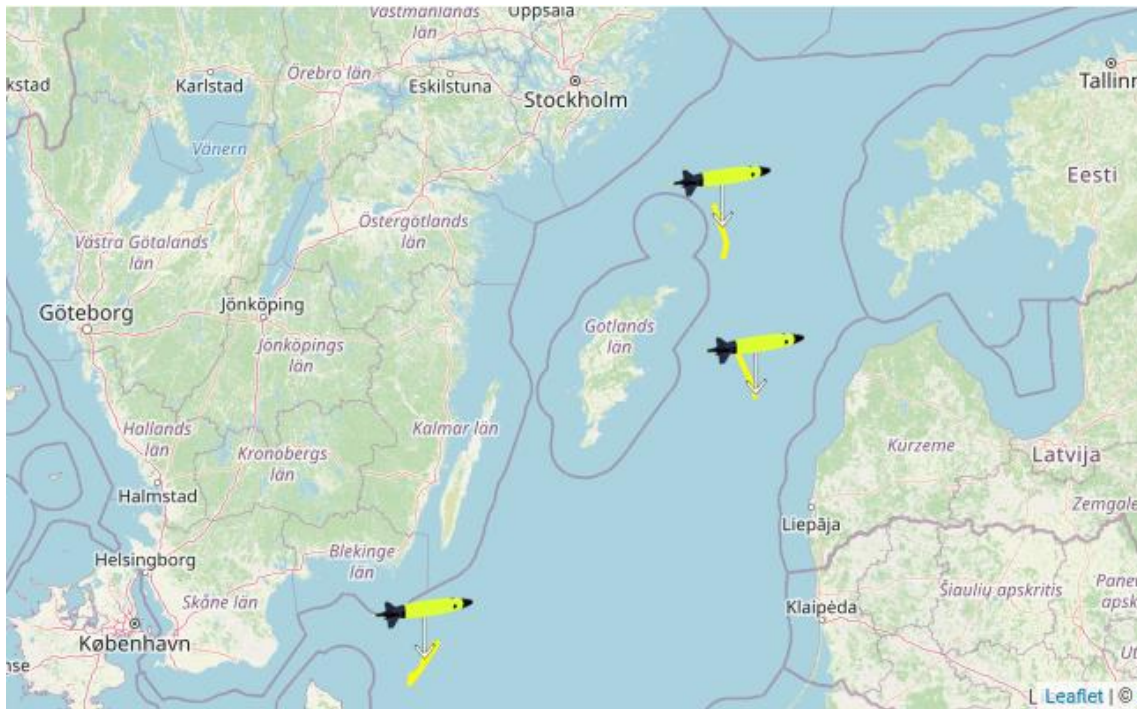 Västmanlands
län
Uppsala
kstad
Karlstad
Örebro län
Eskilstuna
Stockholm
Tallinn
Vänern
Eesti
Västra Götalands
län
Östergötlands
län
Göteborg
Jönköping
Jönköpings
län
Gotlands
län
Hallands
län
Kronobergs
län
Kalmar län
Kurzeme
Latvija
Halmstad
Zemgale
Liepāja
Helsingborg
Blekinge
län
Skåne län
Šiaulių apskritis
Klaipėda
København
nse
L Leaflet | ©